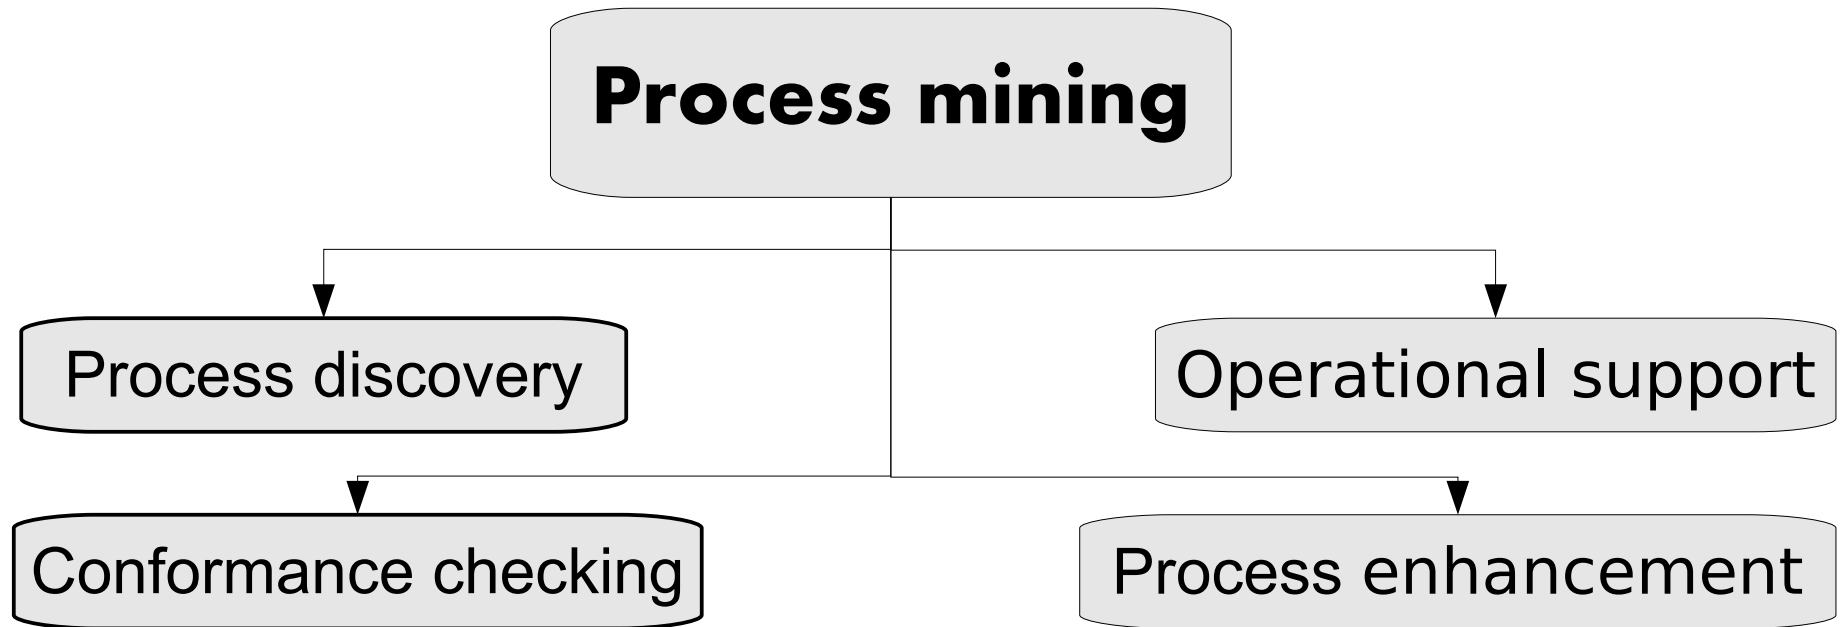 Process mining
Process discovery
Operational support
Conformance checking
Process enhancement